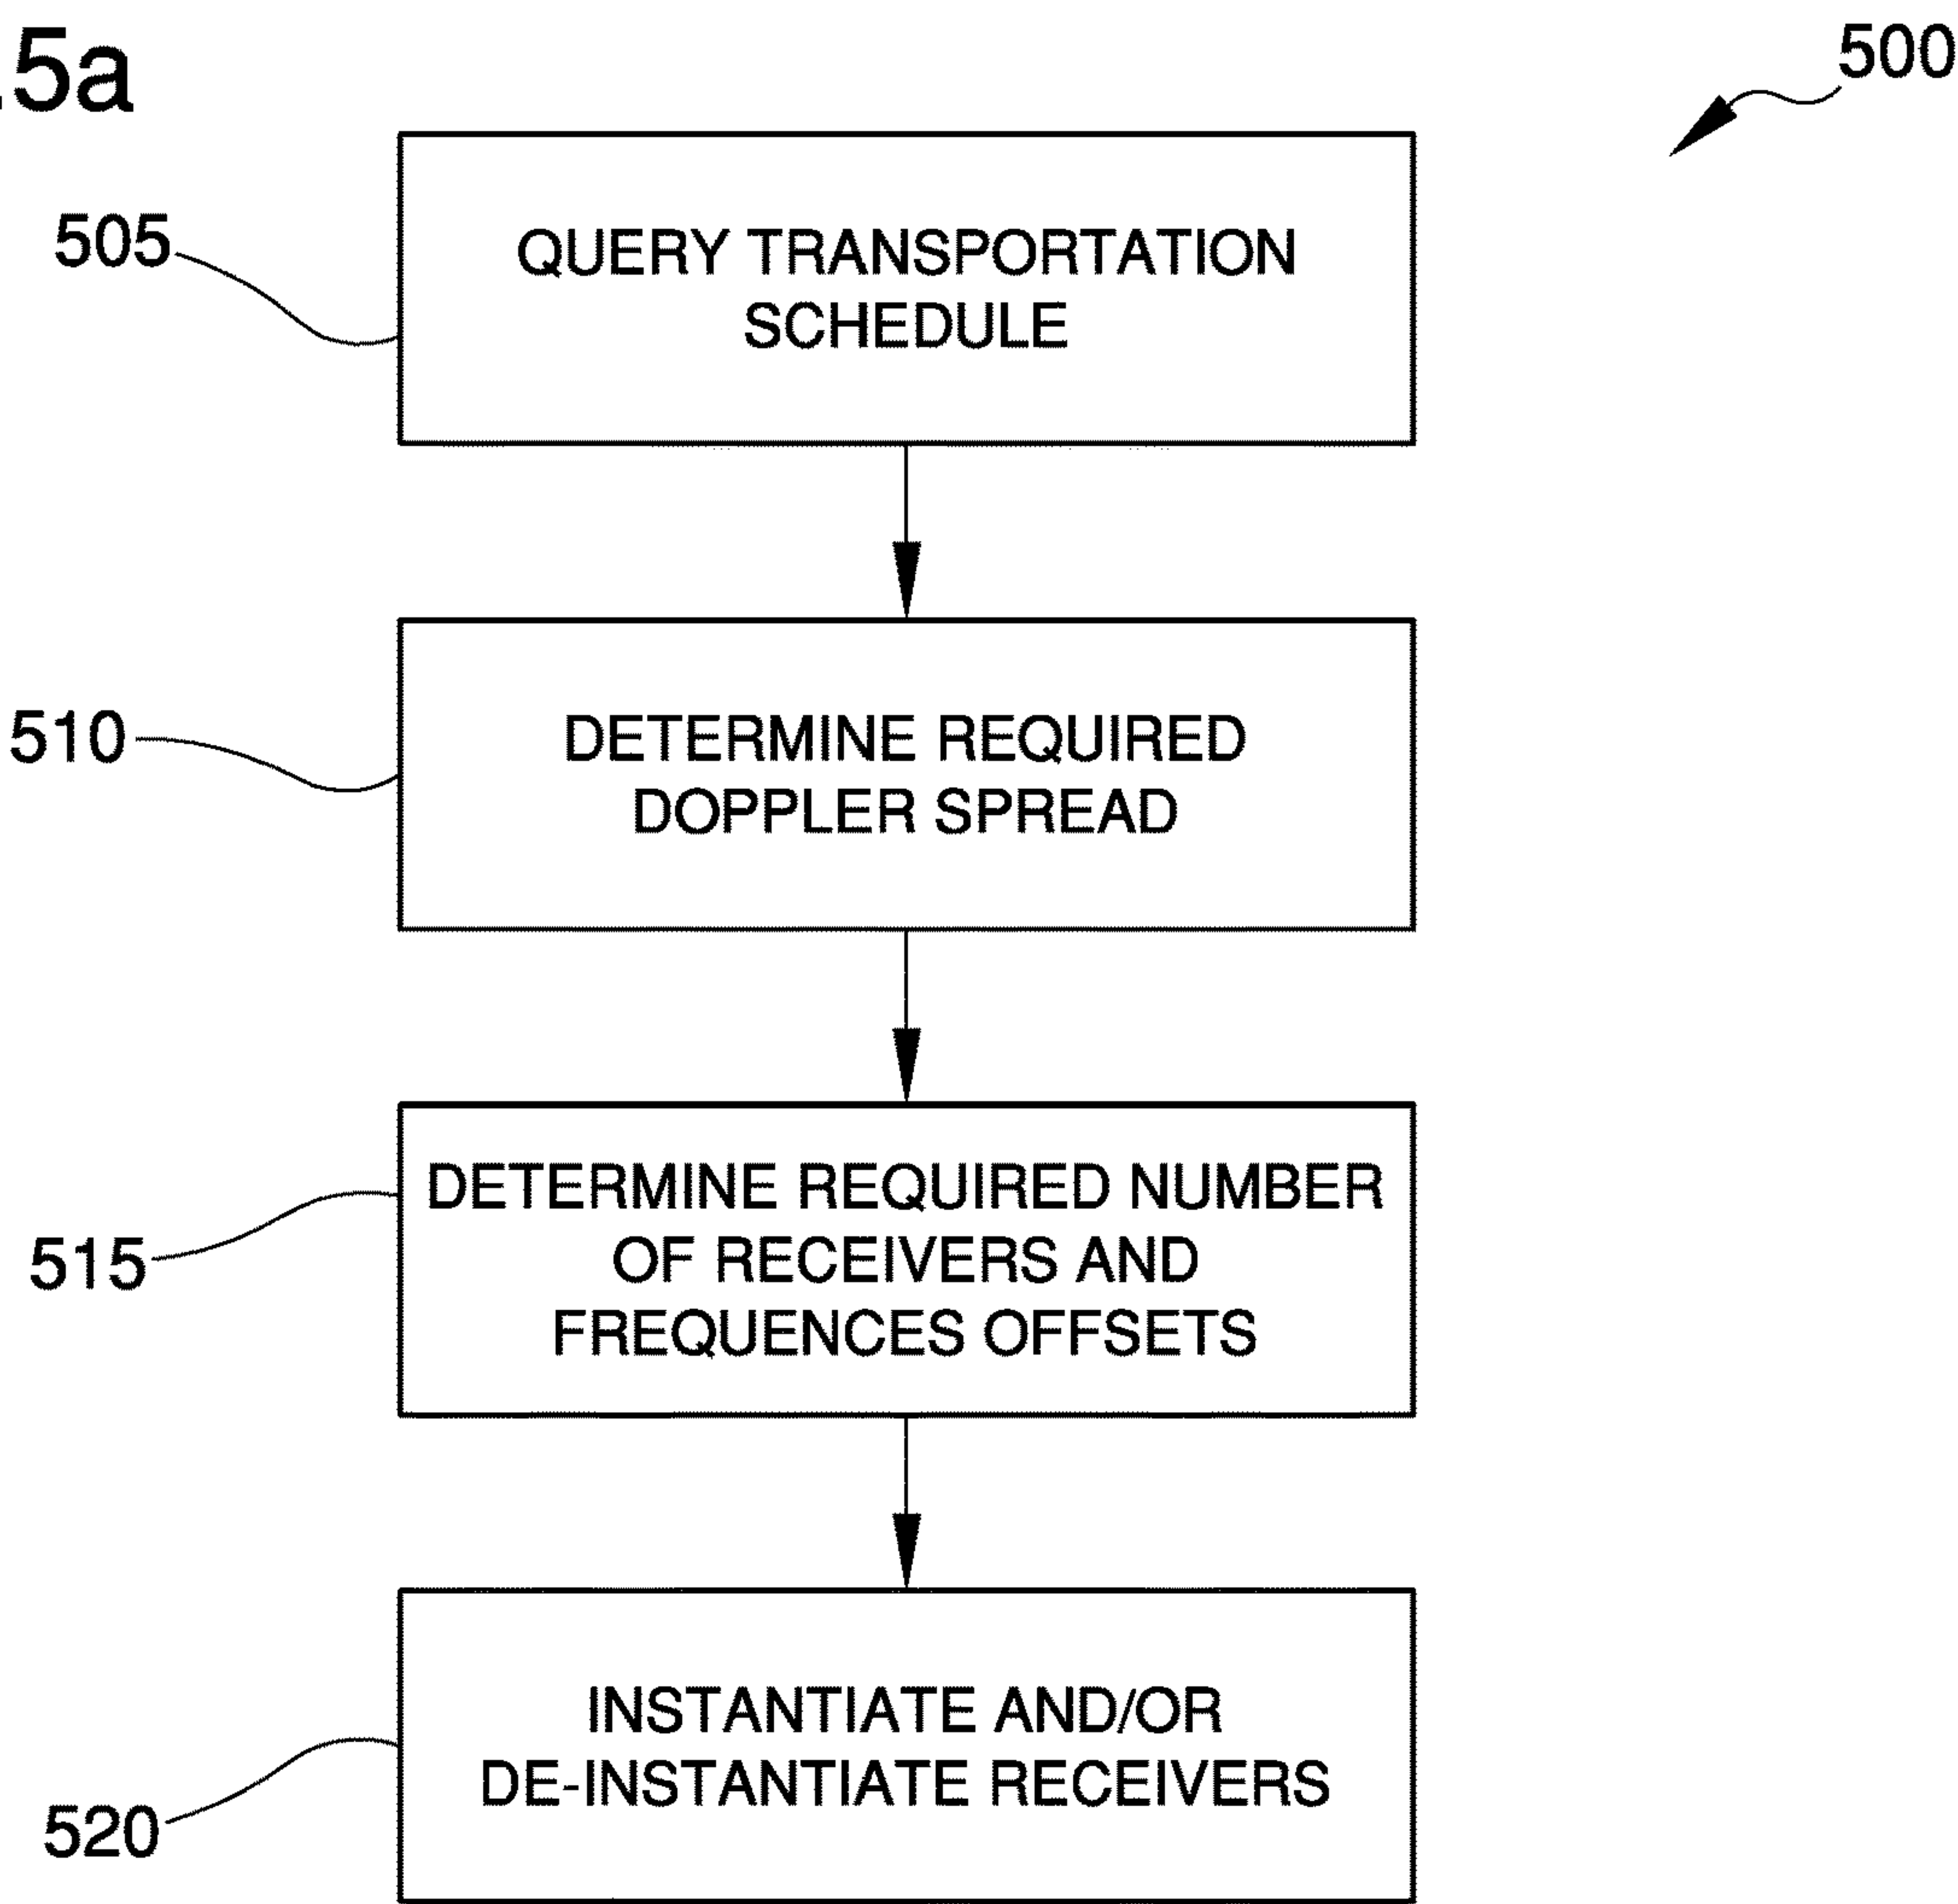 .5a
500
505
QUERY TRANSPORTATION
SCHEDULE
510
DETERMINE REQUIRED
DOPPLER SPREAD
515
DETERMINE REQUIRED NUMBER
OF RECEIVERS AND
FREQUENCES OFFSETS
520
INSTANTIATE AND/OR
DE-INSTANTIATE RECEIVERS